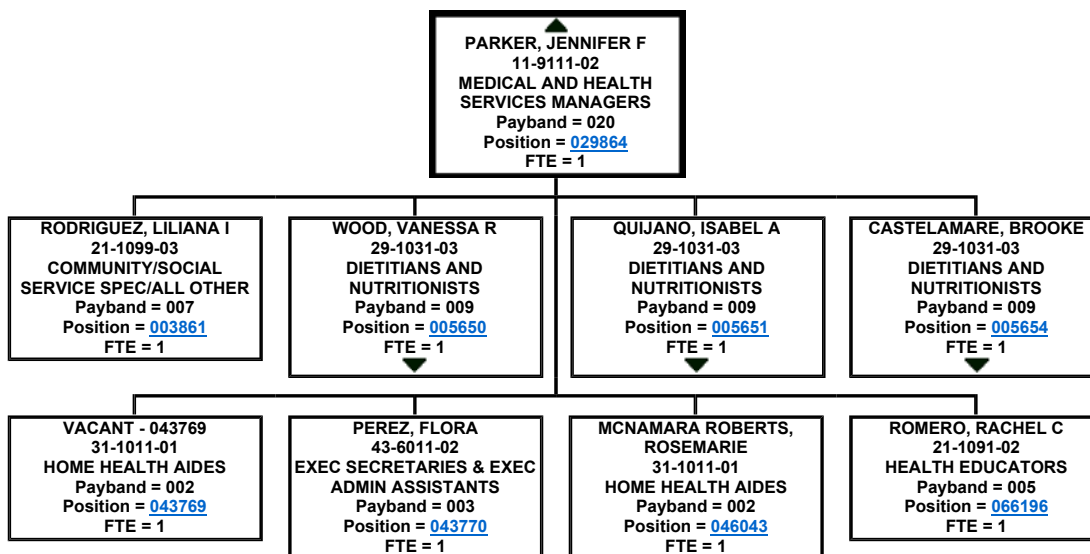 PARKER, JENNIFER F
11-9111-02
MEDICAL AND HEALTH
SERVICES MANAGERS
Payband = 020
Position = 029864
FTE = 1
RODRIGUEZ, LILIANA I
21-1099-03
COMMUNITY/SOCIAL
SERVICE SPEC/ALL OTHER
Payband = 007
Position = 003861
FTE = 1
WOOD, VANESSA R
29-1031-03
DIETITIANS AND
NUTRITIONISTS
Payband = 009
Position = 005650
FTE = 1
QUIJANO, ISABEL A
29-1031-03
DIETITIANS AND
NUTRITIONISTS
Payband = 009
Position = 005651
FTE = 1
CASTELAMARE, BROOKE
29-1031-03
DIETITIANS AND
NUTRITIONISTS
Payband = 009
Position = 005654
FTE = 1
VACANT - 043769
31-1011-01
HOME HEALTH AIDES
Payband = 002
Position = 043769
FTE = 1
PEREZ, FLORA
43-6011-02
EXEC SECRETARIES & EXEC
ADMIN ASSISTANTS
Payband = 003
Position = 043770
FTE = 1
MCNAMARA ROBERTS,
ROSEMARIE
31-1011-01
HOME HEALTH AIDES
Payband = 002
Position = 046043
FTE = 1
ROMERO, RACHEL C
21-1091-02
HEALTH EDUCATORS
Payband = 005
Position = 066196
FTE = 1